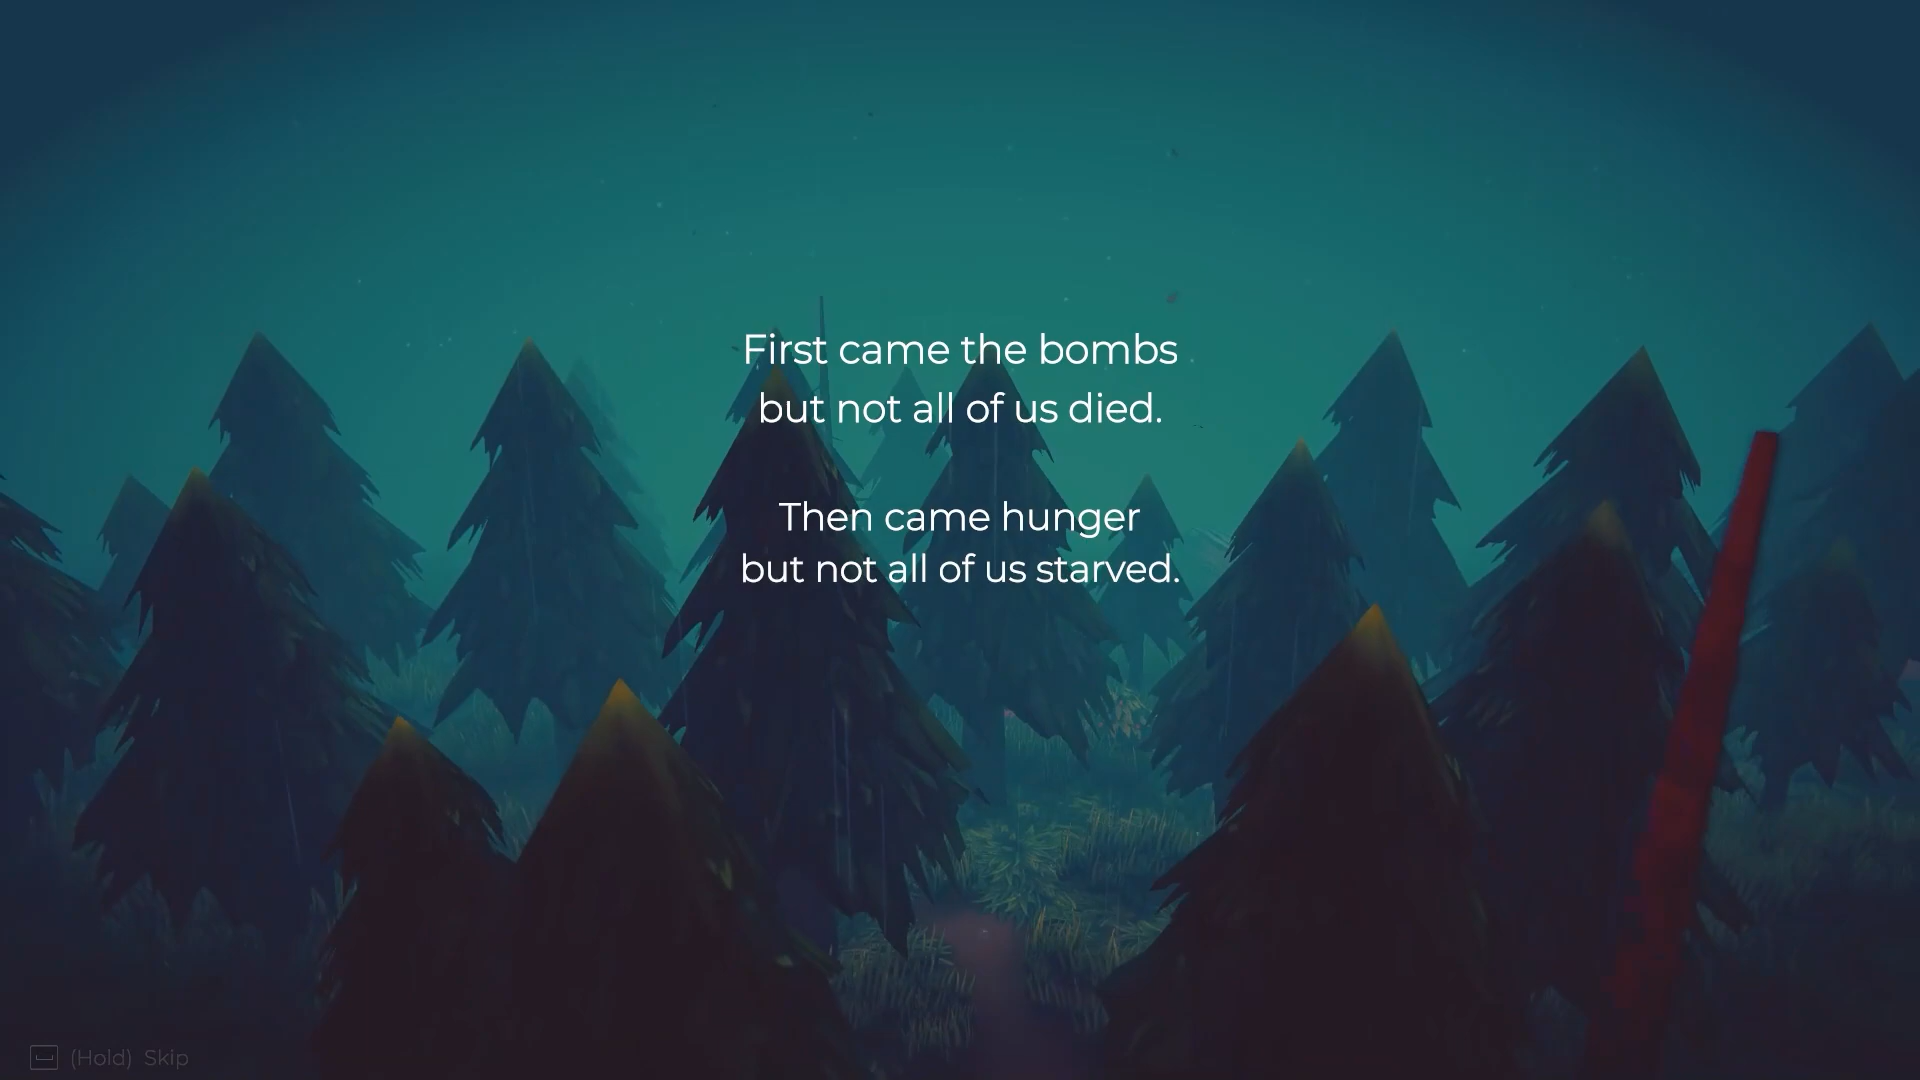 First came the bombs
but not all of us died.
Then came hunger
but not all of us starved.
(Hold) Skip